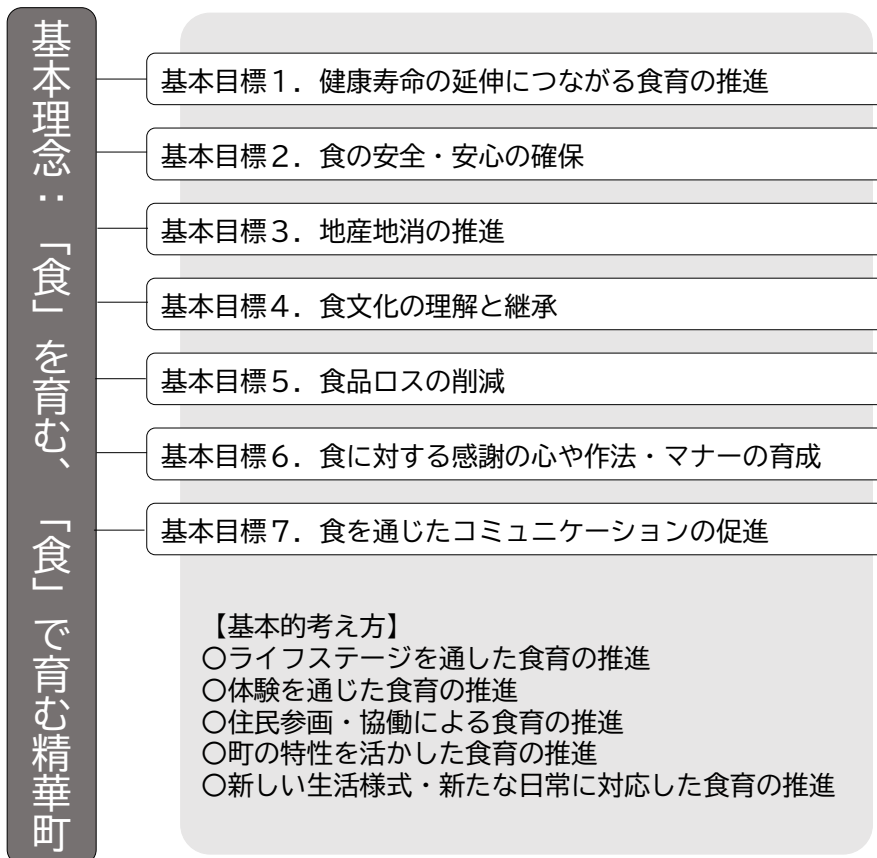 基本理念：「食」を育む、「食」で育む精華町
基本目標１．健康寿命の延伸につながる食育の推進
基本目標２．食の安全・安心の確保
基本目標３．地産地消の推進
基本目標４．食文化の理解と継承
基本目標５．食品ロスの削減
基本目標６．食に対する感謝の心や作法・マナーの育成
基本目標７．食を通じたコミュニケーションの促進
【基本的考え方】
〇ライフステージを通した食育の推進
〇体験を通じた食育の推進
〇住民参画・協働による食育の推進
〇町の特性を活かした食育の推進
〇新しい生活様式・新たな日常に対応した食育の推進